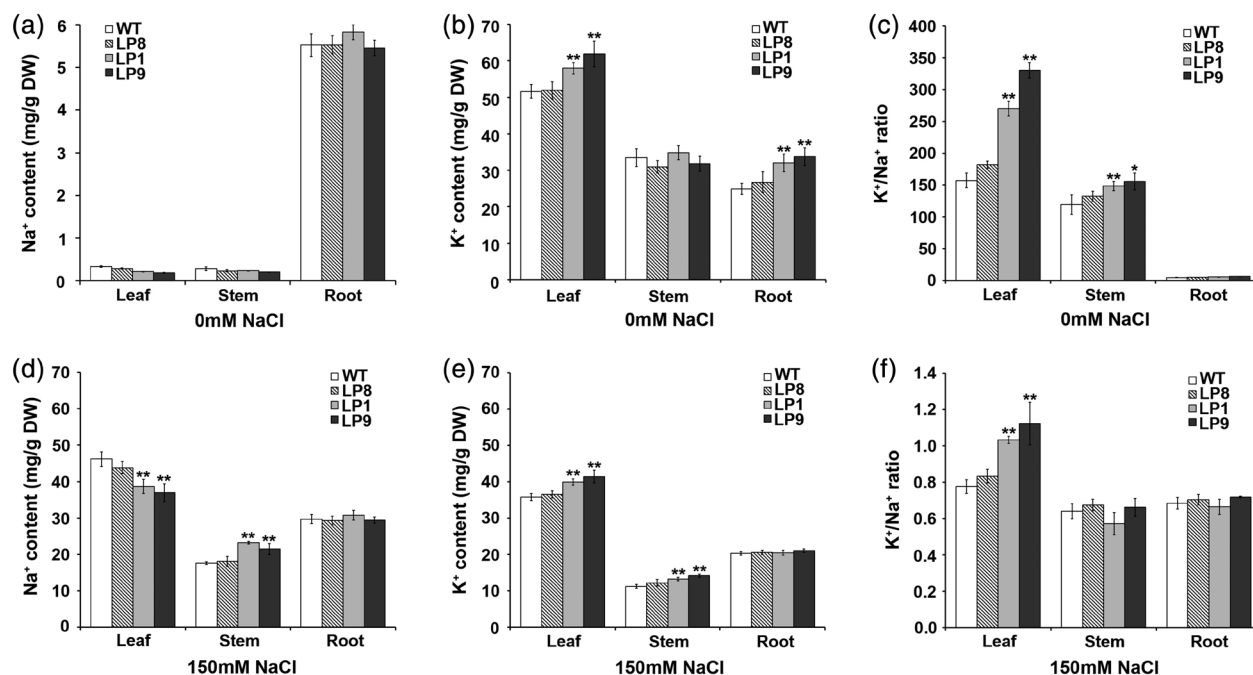 (a)
Na⁺ content (mg/g DW)
6
5
4
3
2
1
0
WT
LP8
LP1
LP9
Leaf Stem Root
0mM NaCl
(b)
K⁺ content (mg/g DW)
70
60
50
40
30
20
10
0
WT
LP8
LP1
LP9
** **
** **
Leaf Stem Root
0mM NaCl
(c)
K⁺/Na⁺ ratio
400
350
300
250
200
150
100
50
0
WT
LP8
LP1
LP9
** **
** *
Leaf Stem Root
0mM NaCl
(d)
Na⁺ content (mg/g DW)
70
60
50
40
30
20
10
0
WT
LP8
LP1
LP9
** **
** **
Leaf Stem Root
150mM NaCl
(e)
K⁺ content (mg/g DW)
70
60
50
40
30
20
10
0
WT
LP8
LP1
LP9
** **
** **
Leaf Stem Root
150mM NaCl
(f)
K⁺/Na⁺ ratio
1.4
1.2
1.0
0.8
0.6
0.4
0.2
0.0
WT
LP8
LP1
LP9
** **
Leaf Stem Root
150mM NaCl